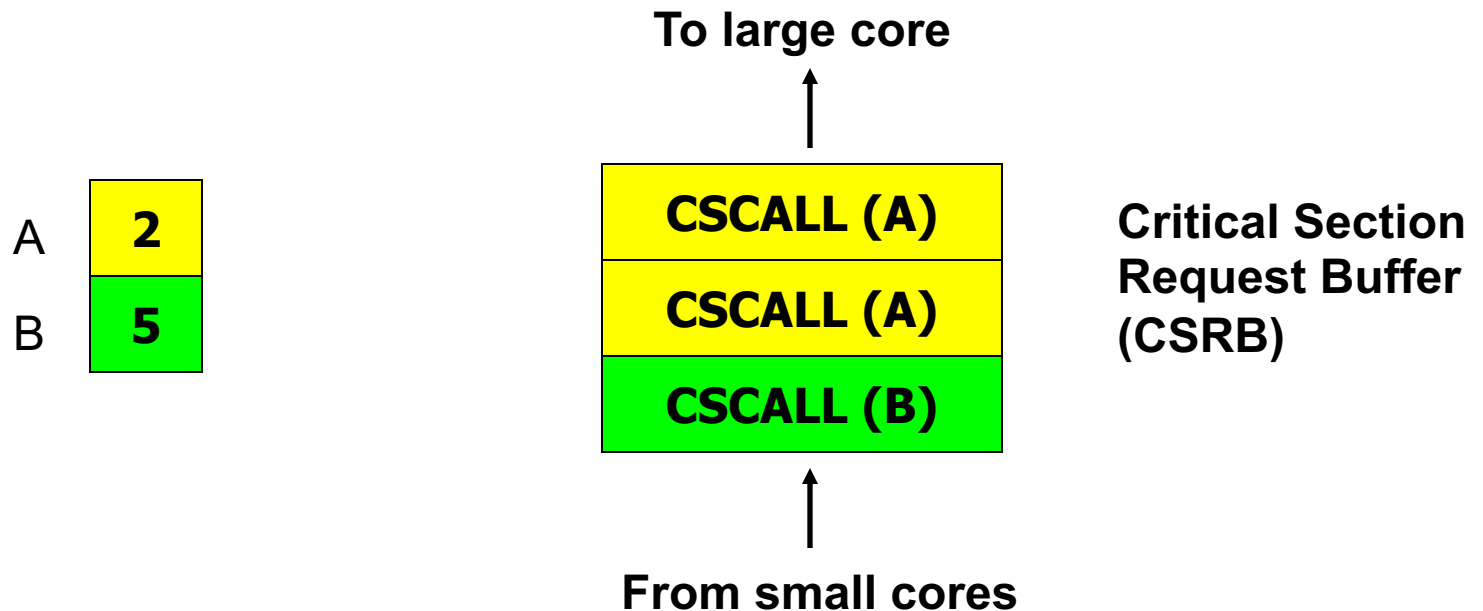 To large core
A
2
B
5
CSCALL (A)
CSCALL (A)
CSCALL (B)
Critical Section
Request Buffer
(CSRB)
From small cores